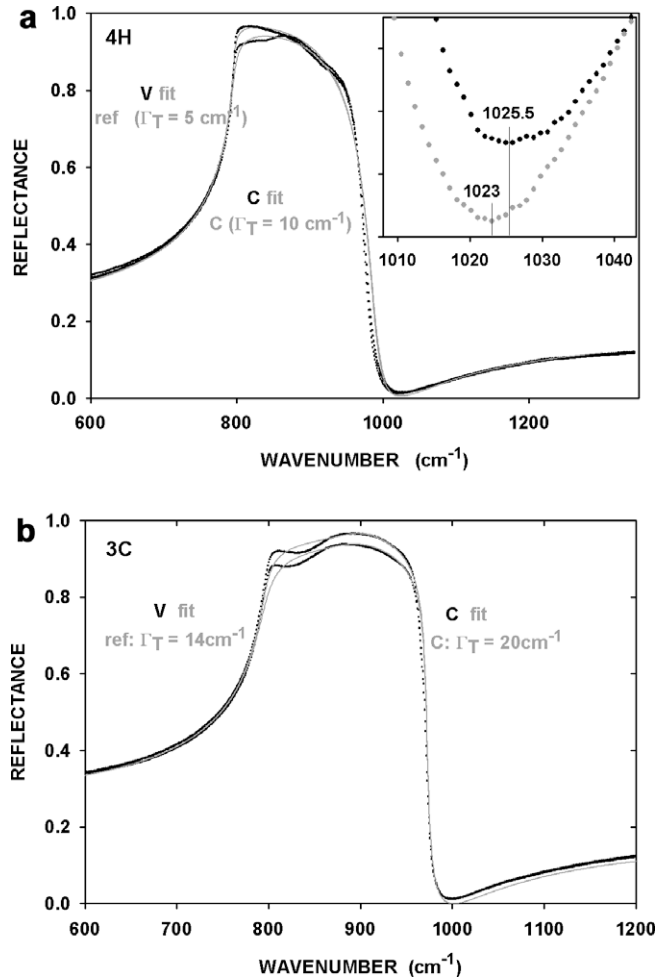 a
4H
V fit
ref (ΓT = 5 cm-1)
C fit
C (ΓT = 10 cm-1)
1025.5
1023
1010 1020 1030 1040
REFLECTANCE
1.0
0.8
0.6
0.4
0.2
0.0
600 800 1000 1200
WAVENUMBER (cm-1)
b
3C
V fit
ref: ΓT = 14cm-1
C fit
C: ΓT = 20cm-1
REFLECTANCE
1.0
0.8
0.6
0.4
0.2
0.0
600 700 800 900 1000 1100 1200
WAVENUMBER (cm-1)